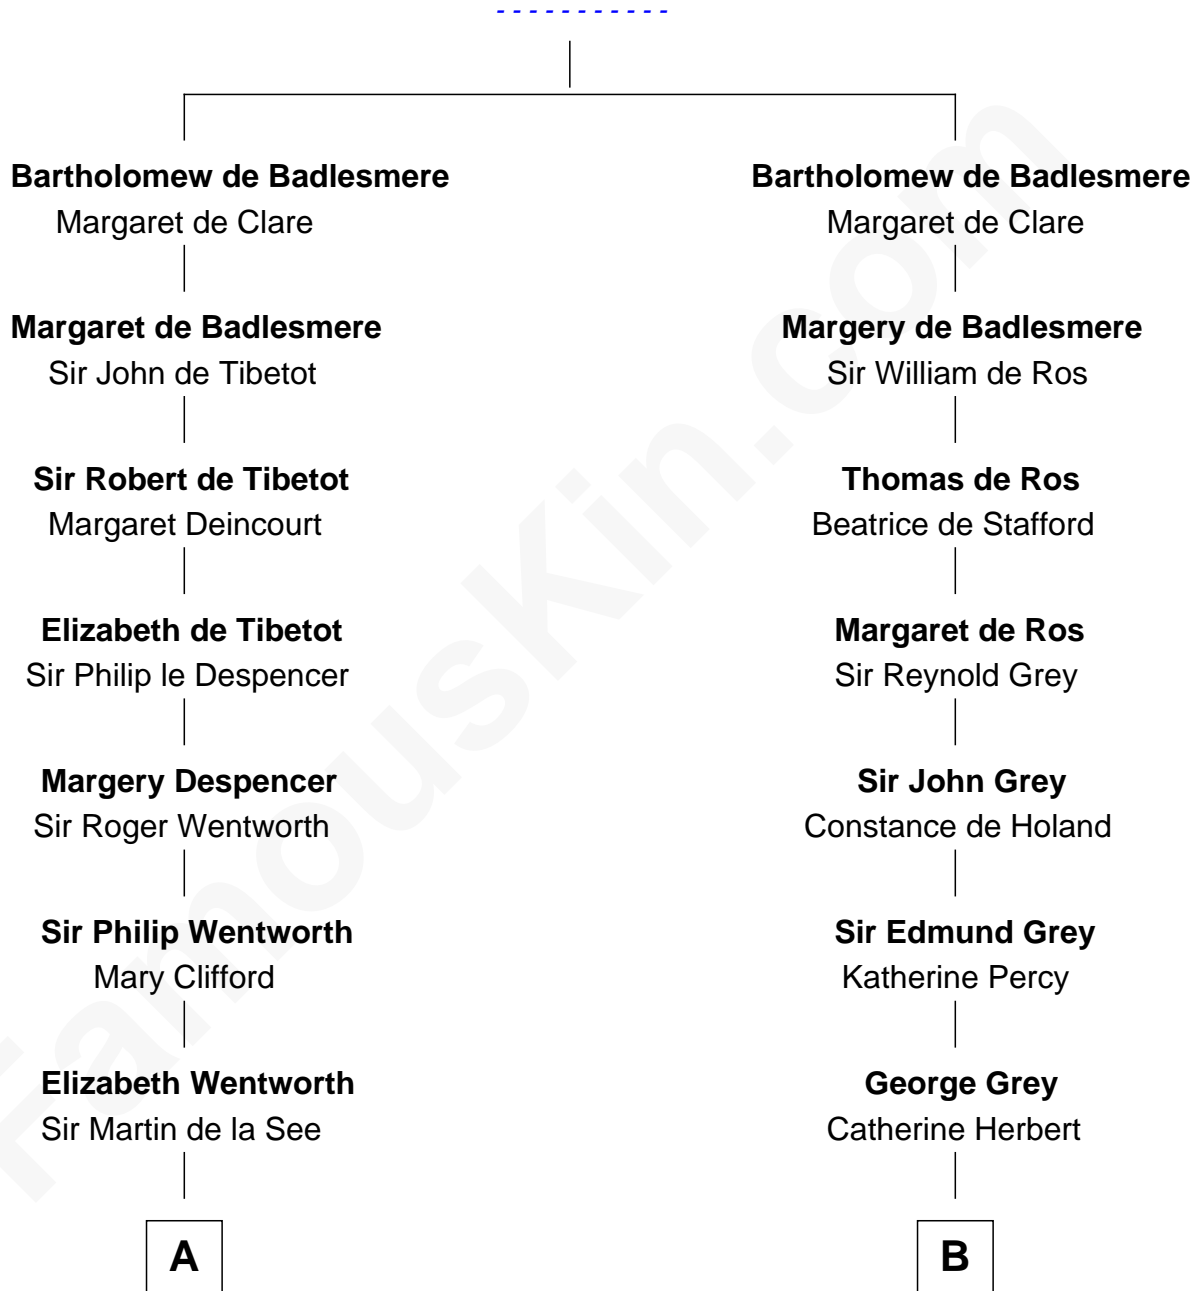 - - - - - - - - - - -
Bartholomew de Badlesmere
Margaret de Clare
Margaret de Badlesmere
Sir John de Tibetot
Sir Robert de Tibetot
Margaret Deincourt
Elizabeth de Tibetot
Sir Philip le Despencer
Margery Despencer
Sir Roger Wentworth
Sir Philip Wentworth
Mary Clifford
Elizabeth Wentworth
Sir Martin de la See
A
Bartholomew de Badlesmere
Margaret de Clare
Margery de Badlesmere
Sir William de Ros
Thomas de Ros
Beatrice de Stafford
Margaret de Ros
Sir Reynold Grey
Sir John Grey
Constance de Holand
Sir Edmund Grey
Katherine Percy
George Grey
Catherine Herbert
B
FamousKin.com